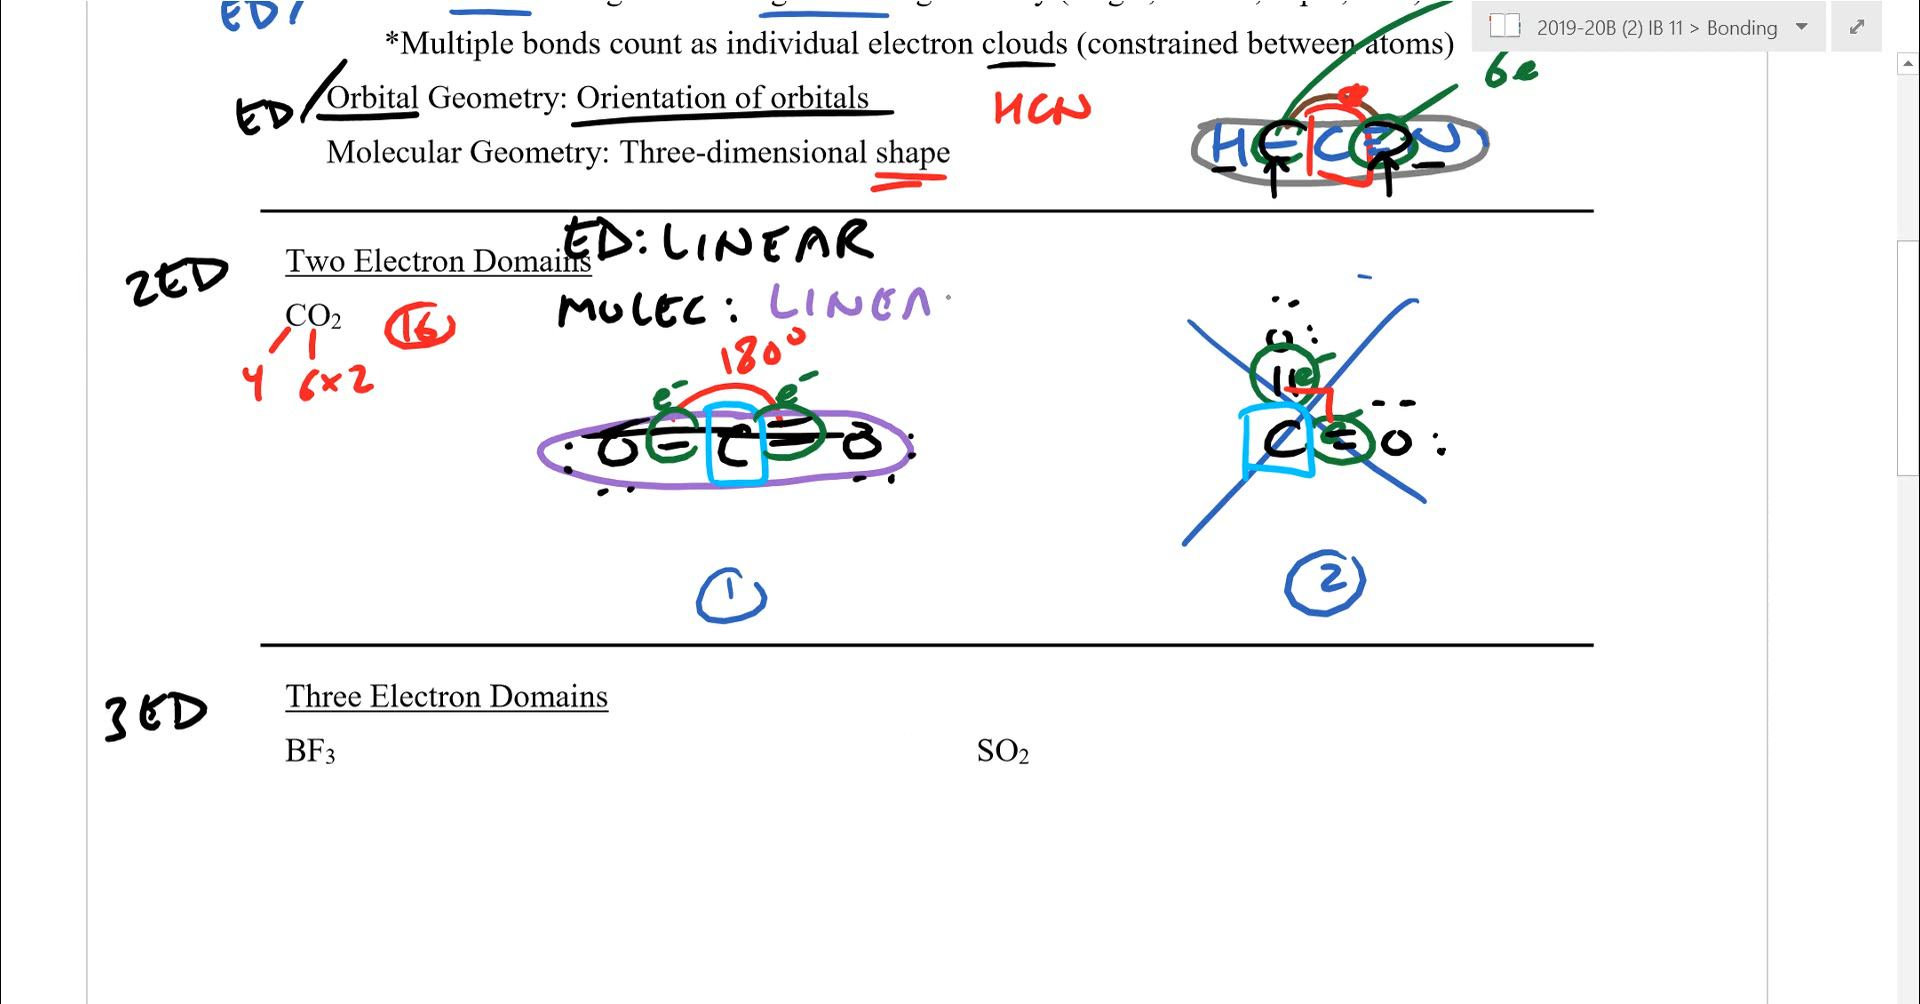 ED/
2019-20B (2) IB 11 > Bonding
*Multiple bonds count as individual electron clouds (constrained between atoms)
6e
ED/Orbital Geometry: Orientation of orbitals
HCN
H - C ≡ N
Molecular Geometry: Three-dimensional shape
2ED
Two Electron Domains
ED: LINEAR
CO₂
16
MOLEC: LINEA
4 6x2
180°
e⁻ e⁻
:O=C=O:
O:
||
e⁻
C=O:
1
2
3ED
Three Electron Domains
BF₃
SO₂